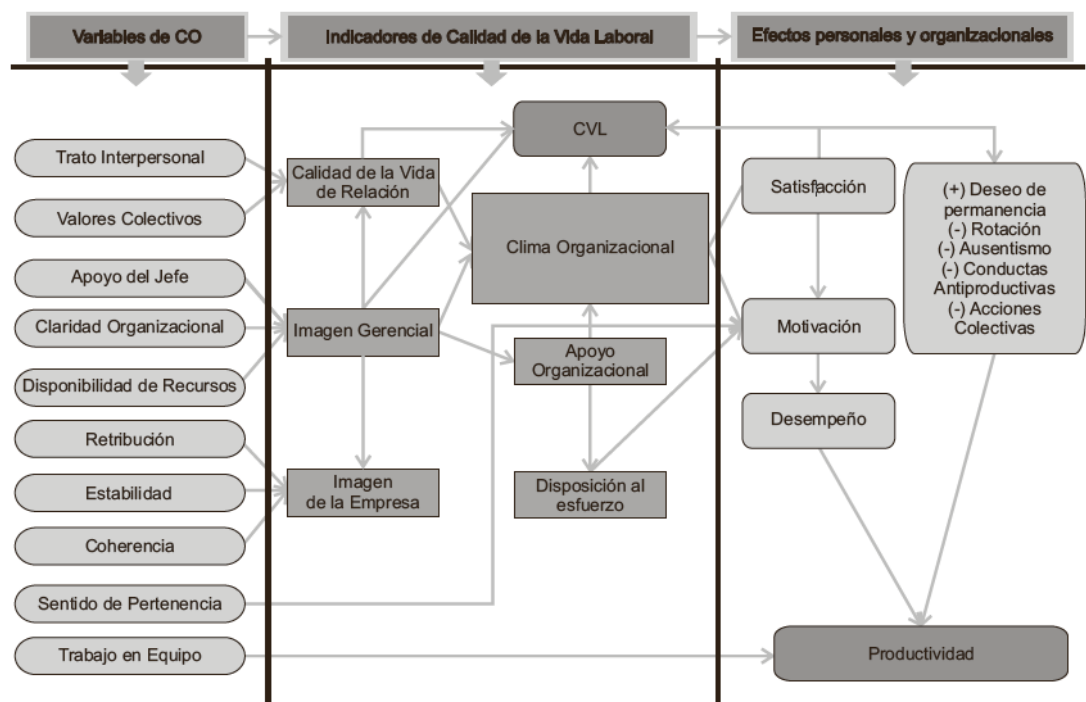 Variables de CO
Indicadores de Calidad de la Vida Laboral
Efectos personales y organizacionales
Trato Interpersonal
Valores Colectivos
Apoyo del Jefe
Claridad Organizacional
Disponibilidad de Recursos
Retribución
Estabilidad
Coherencia
Sentido de Pertenencia
Trabajo en Equipo
CVL
Calidad de la Vida
de Relación
Clima Organizacional
Imagen Gerencial
Apoyo
Organizacional
Imagen
de la Empresa
Disposición al
esfuerzo
Satisfacción
Motivación
Desempeño
(+) Deseo de
permanencia
(-) Rotación
(-) Ausentismo
(-) Conductas
Antiproductivas
(-) Acciones
Colectivas
Productividad